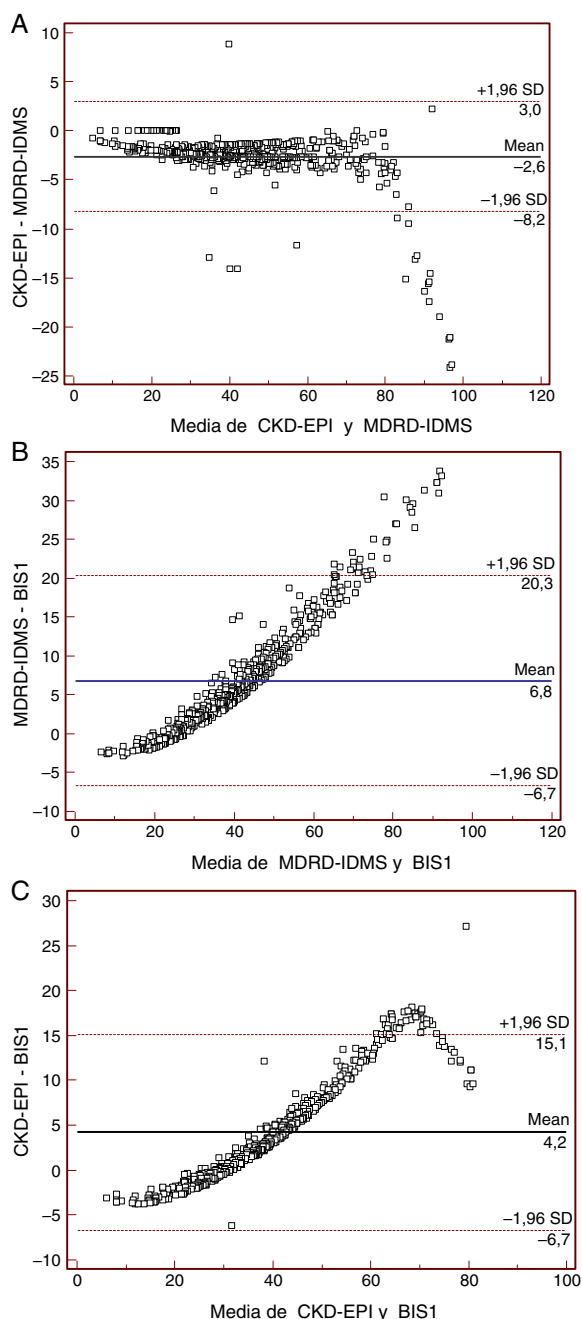 A
10
5
0
−5
−10
−15
−20
−25
CKD-EPI - MDRD-IDMS
+1,96 SD
3,0
Mean
−2,6
−1,96 SD
−8,2
0 20 40 60 80 100 120
Media de CKD-EPI y MDRD-IDMS
B
35
30
25
20
15
10
5
0
−5
−10
MDRD-IDMS - BIS1
+1,96 SD
20,3
Mean
6,8
−1,96 SD
−6,7
0 20 40 60 80 100 120
Media de MDRD-IDMS y BIS1
C
30
25
20
15
10
5
0
−5
−10
CKD-EPI - BIS1
+1,96 SD
15,1
Mean
4,2
−1,96 SD
−6,7
0 20 40 60 80 100
Media de CKD-EPI y BIS1